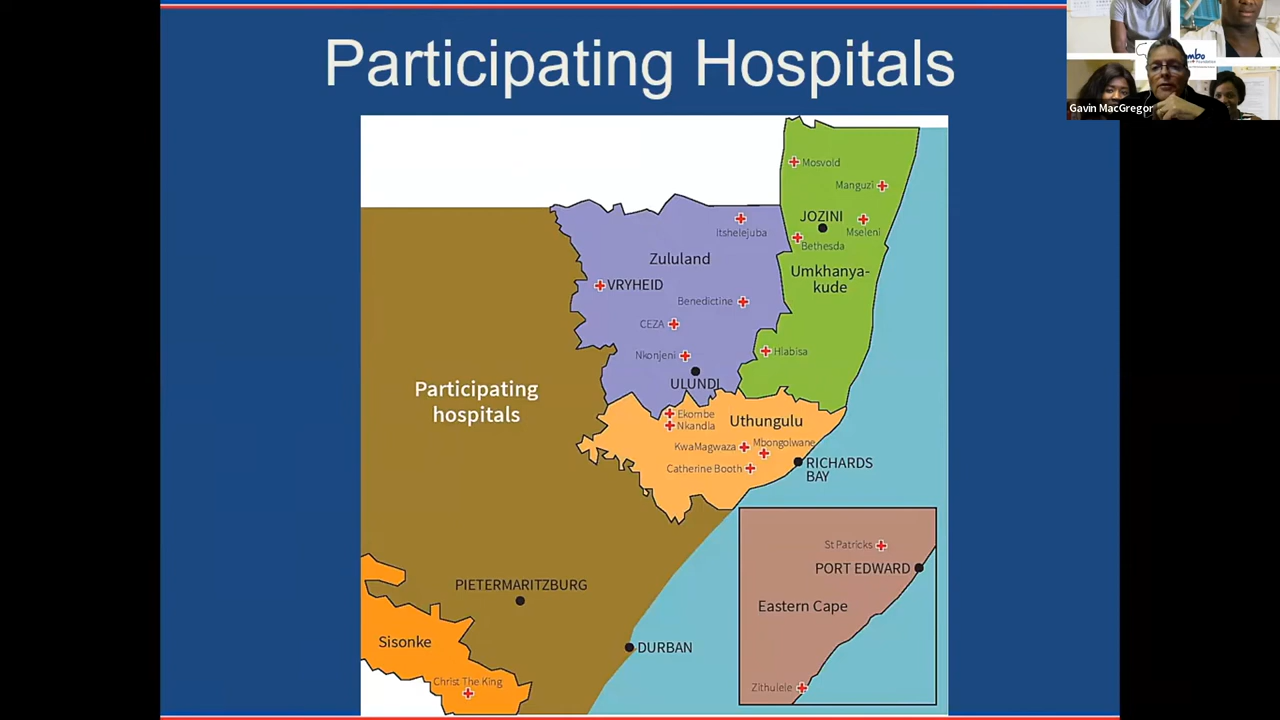 Participating Hospitals
Gavin MacGregor
Mosvold
Manguzi
JOZINI
Mseleni
Bethesda
Umkhanya-
kude
Hlabisa
Itshelejuba
Zululand
VRYHEID
Benedictine
CEZA
Nkonjeni
ULUNDI
Participating
hospitals
Ekombe
Nkandla
Uthungulu
KwaMagwaza
Mbongolwane
Catherine Booth
RICHARDS
BAY
St Patricks
PORT EDWARD
Eastern Cape
Zithulele
PIETERMARITZBURG
DURBAN
Sisonke
Christ The King